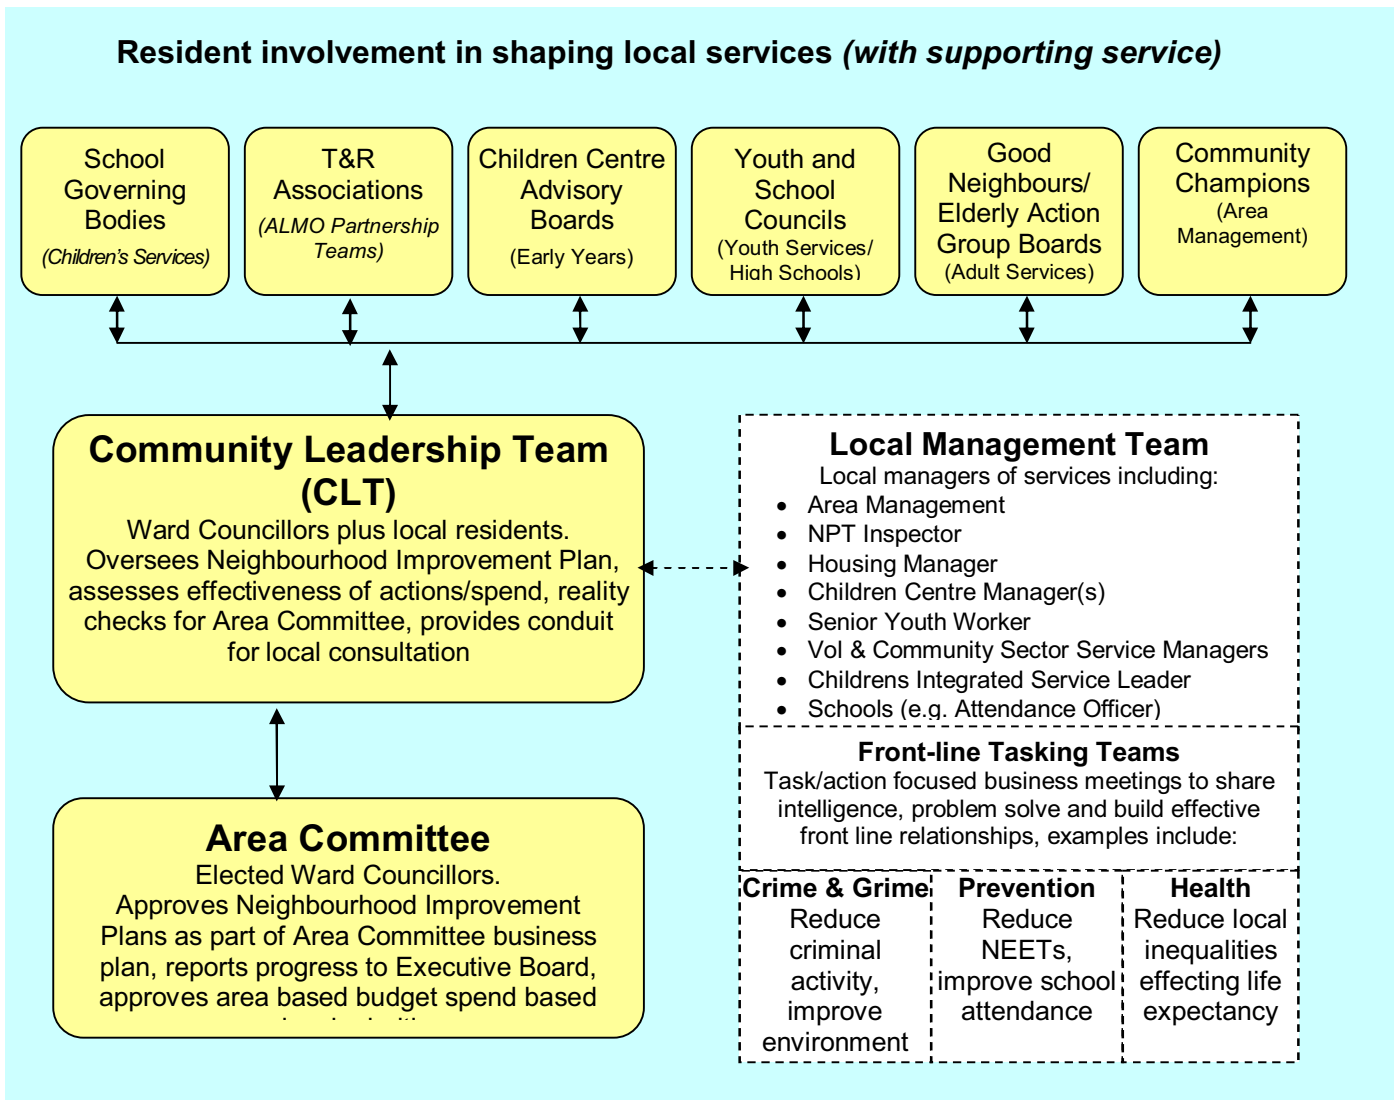 Resident involvement in shaping local services (with supporting service)
School
Governing
Bodies
(Children's Services)
T&R
Associations
(ALMO Partnership
Teams)
Children Centre
Advisory
Boards
(Early Years)
Youth and
School
Councils
(Youth Services/
High Schools)
Good
Neighbours/
Elderly Action
Group Boards
(Adult Services)
Community
Champions
(Area
Management)
Community Leadership Team
(CLT)
Ward Councillors plus local residents.
Oversees Neighbourhood Improvement Plan,
assesses effectiveness of actions/spend, reality
checks for Area Committee, provides conduit
for local consultation
Area Committee
Elected Ward Councillors.
Approves Neighbourhood Improvement
Plans as part of Area Committee business
plan, reports progress to Executive Board,
approves area based budget spend based
Local Management Team
Local managers of services including:
• Area Management
• NPT Inspector
• Housing Manager
• Children Centre Manager(s)
• Senior Youth Worker
• Vol & Community Sector Service Managers
• Childrens Integrated Service Leader
• Schools (e.g. Attendance Officer)
Front-line Tasking Teams
Task/action focused business meetings to share
intelligence, problem solve and build effective
front line relationships, examples include:
Crime & Grime
Reduce
criminal
activity,
improve
environment
Prevention
Reduce
NEETs,
improve school
attendance
Health
Reduce local
inequalities
effecting life
expectancy